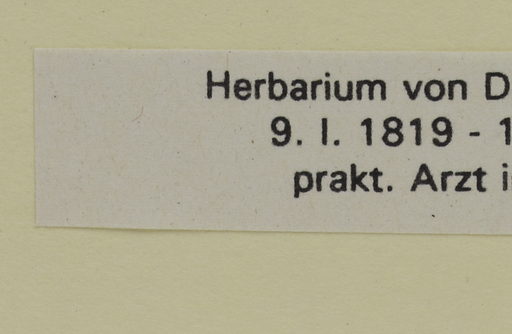 Herbarium von D
9. I. 1819 - 1
prakt. Arzt i